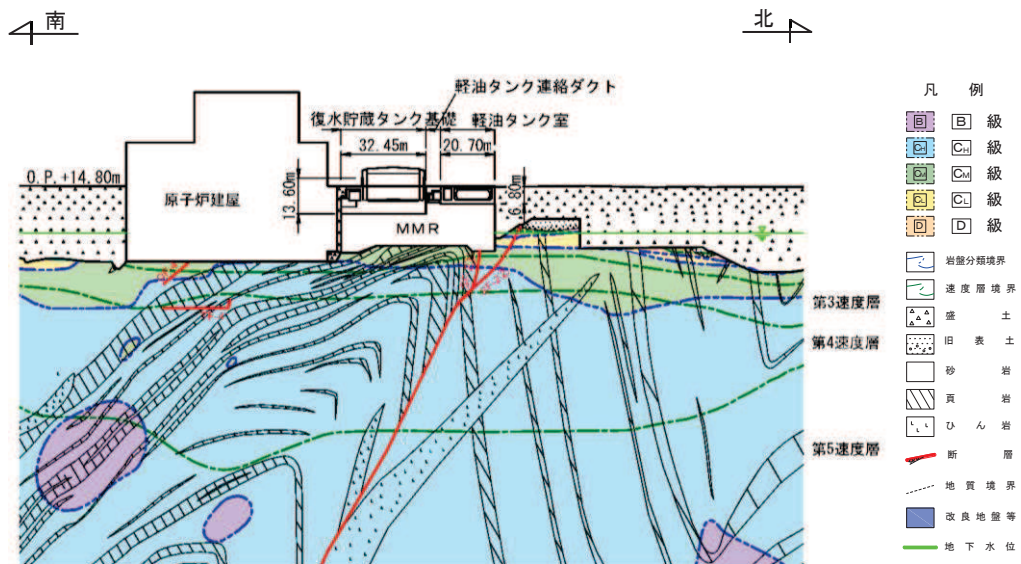 南
北
軽油タンク連絡ダクト
復水貯蔵タンク基礎 軽油タンク室
32.45m
20.70m
O.P.+14.80m
原子炉建屋
13.60m
6.80m
MMR
第3速度層
第4速度層
第5速度層
凡 例
B B 級
CH CH 級
CM CM 級
CL CL 級
D D 級
岩盤分類境界
速度層境界
盛 土
旧 表 土
砂 岩
頁 岩
ひ ん 岩
断 層
地 質 境 界
改 良 地 盤 等
地 下 水 位